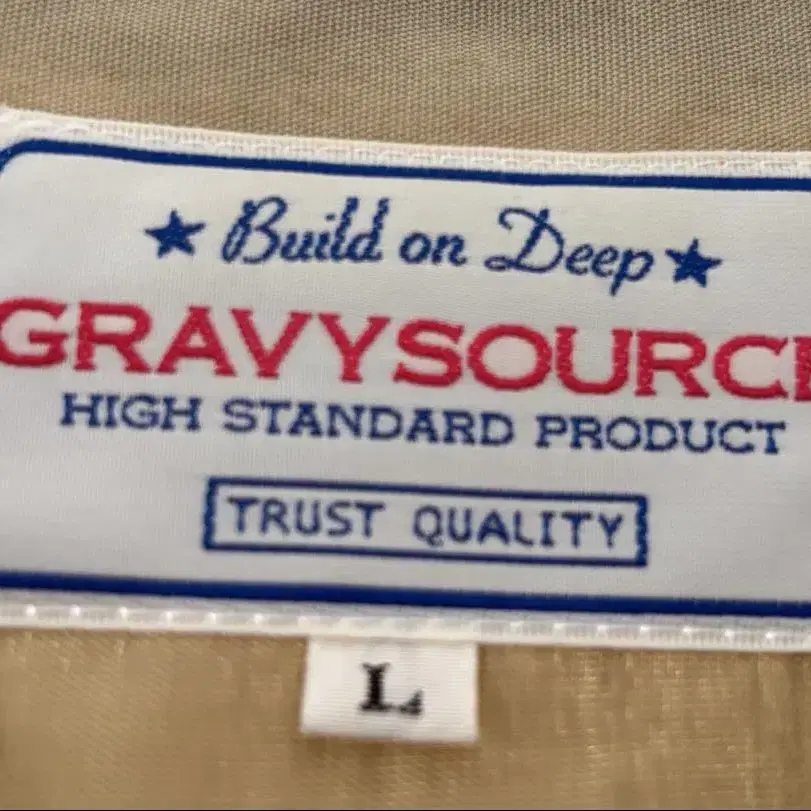 ★ Build on Deep ★
GRAVYSOURCE
HIGH STANDARD PRODUCT
TRUST QUALITY
L